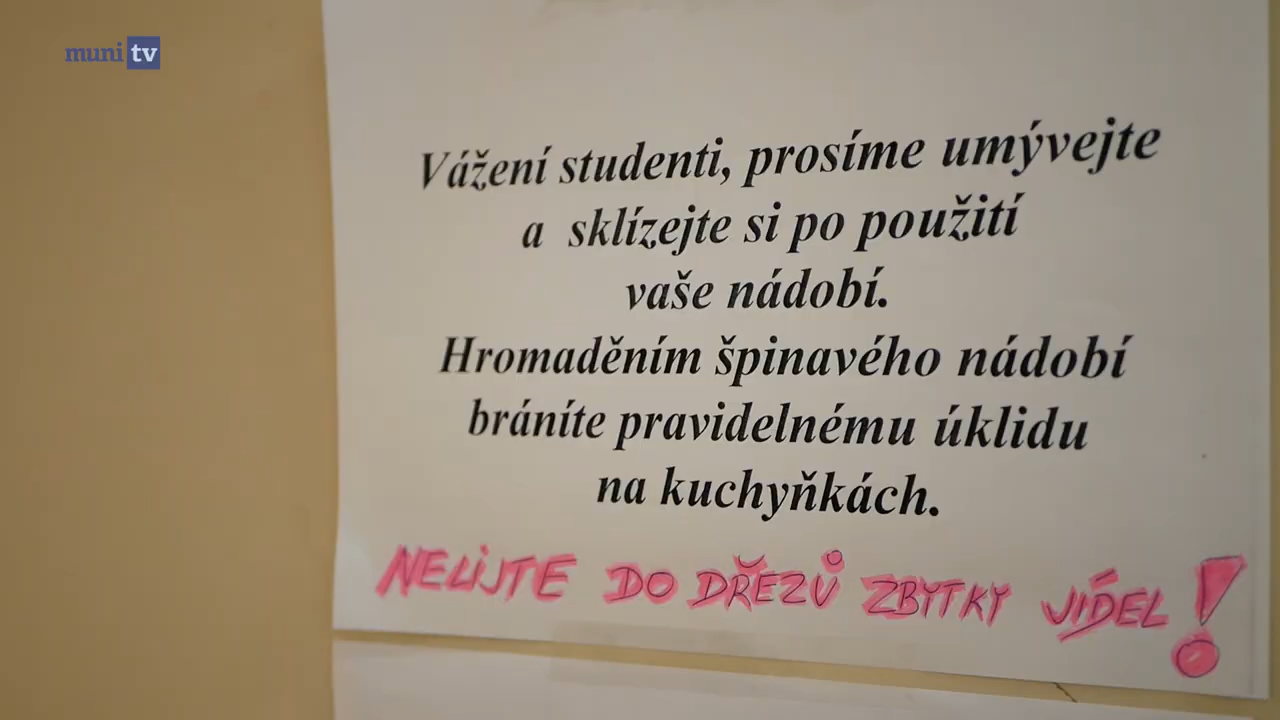 muni tv
Vážení studenti, prosíme umývejte
a sklízejte si po použití
vaše nádobí.
Hromaděním špinavého nádobí
bráníte pravidelnému úklidu
na kuchyňkách.
NELIJTE DO DŘEZŮ ZBYTKY JÍDEL!